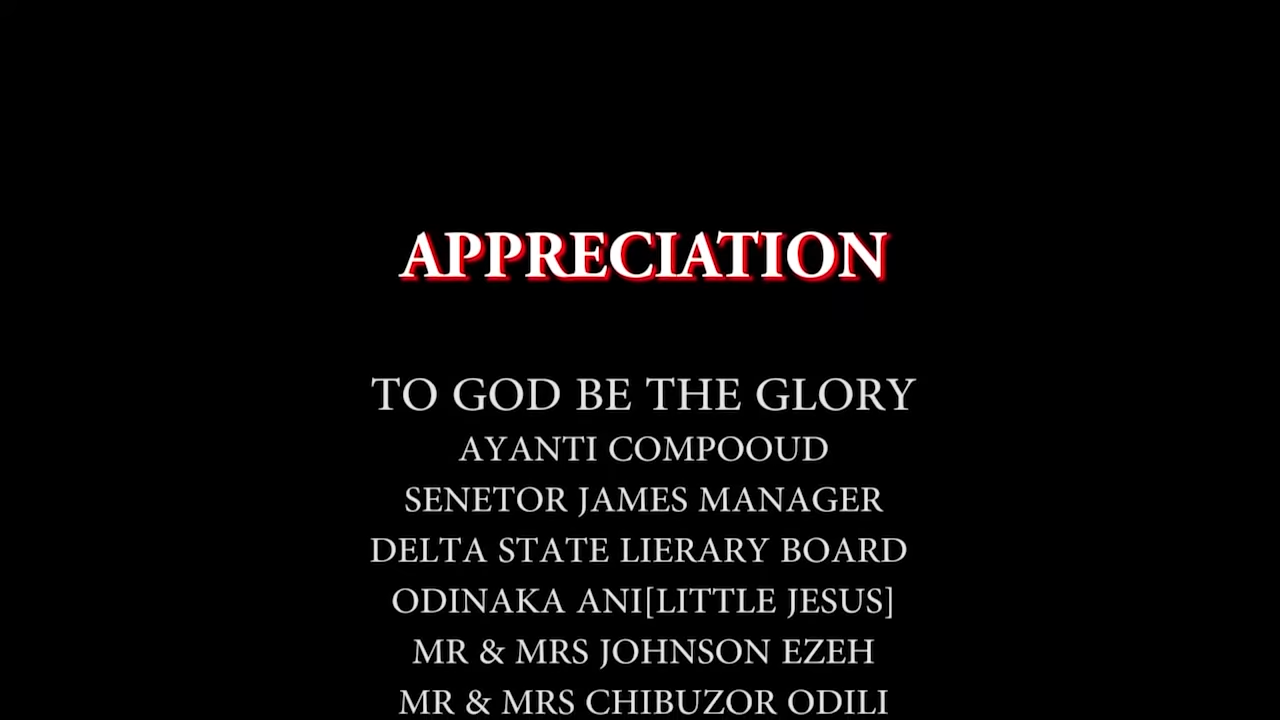 APPRECIATION
TO GOD BE THE GLORY
AYANTI COMPOOUD
SENETOR JAMES MANAGER
DELTA STATE LIERARY BOARD
ODINAKA ANI[LITTLE JESUS]
MR & MRS JOHNSON EZEH
MR & MRS CHIBUZOR ODILI